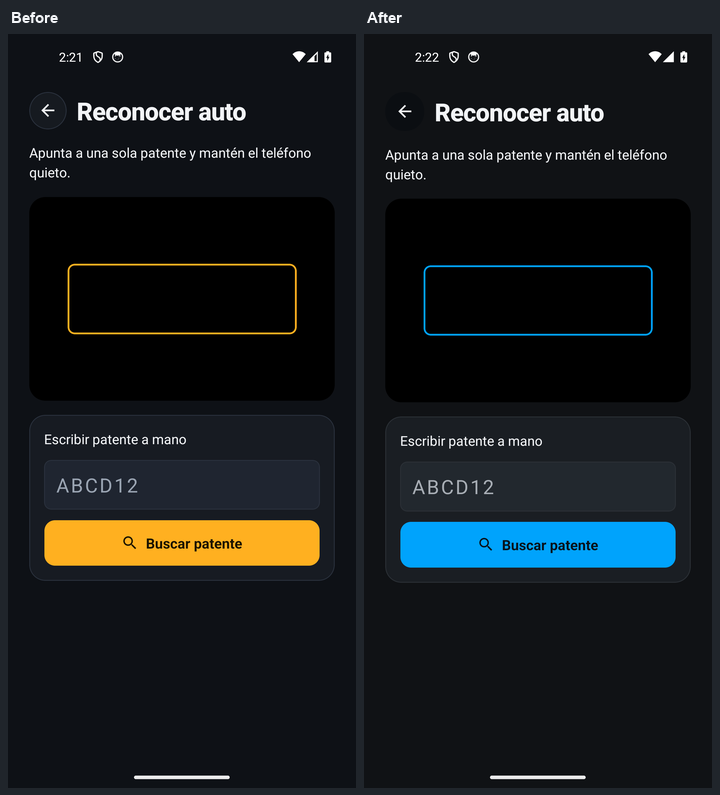 Before
2:21
Reconocer auto
Apunta a una sola patente y mantén el teléfono
quieto.
Escribir patente a mano
ABCD12
Buscar patente
After
2:22
Reconocer auto
Apunta a una sola patente y mantén el teléfono
quieto.
Escribir patente a mano
ABCD12
Buscar patente